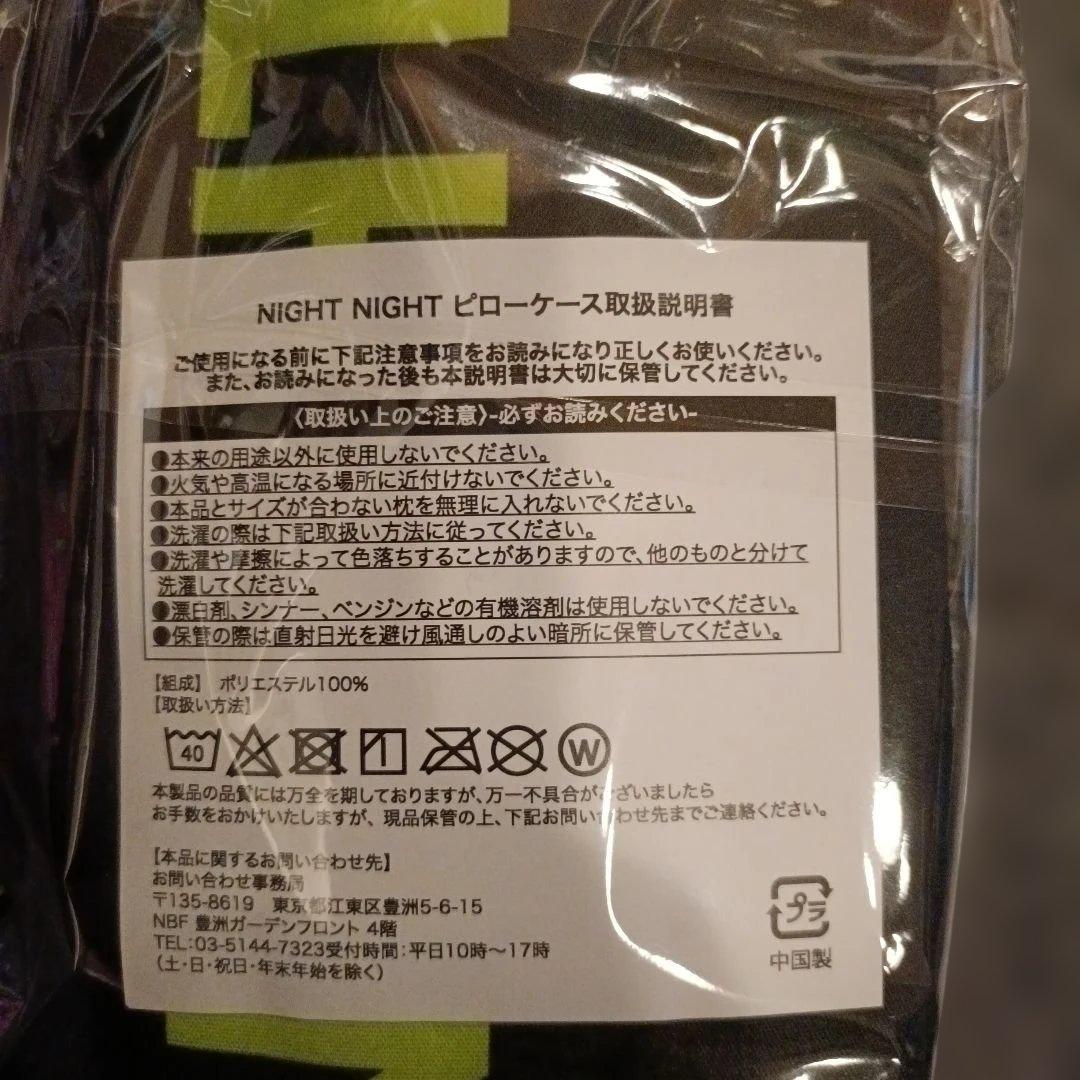 NIGHT NIGHT ピローケース取扱説明書
ご使用になる前に下記注意事項をお読みになり正しくお使いください。
また、お読みになった後も本説明書は大切に保管してください。
〈取扱い上のご注意〉-必ずお読みください-
●本来の用途以外に使用しないでください。
●火気や高温になる場所に近付けないでください。
●本品とサイズが合わない枕を無理に入れないでください。
●洗濯の際は下記取扱い方法に従ってください。
●洗濯や摩擦によって色落ちすることがありますので、他のものと分けて
洗濯してください。
●漂白剤、シンナー、ベンジンなどの有機溶剤は使用しないでください。
●保管の際は直射日光を避け風通しのよい暗所に保管してください。
【組成】 ポリエステル100%
【取扱い方法】
40 W
本製品の品質には万全を期しておりますが、万一不具合がございましたら
お手数をおかけいたしますが、現品保管の上、下記お問い合わせ先までご連絡ください。
【本品に関するお問い合わせ先】
お問い合わせ事務局
〒135-8619 東京都江東区豊洲5-6-15
NBF 豊洲ガーデンフロント 4階
TEL:03-5144-7323受付時間:平日10時～17時
(土・日・祝日・年末年始を除く)
プラ
中国製